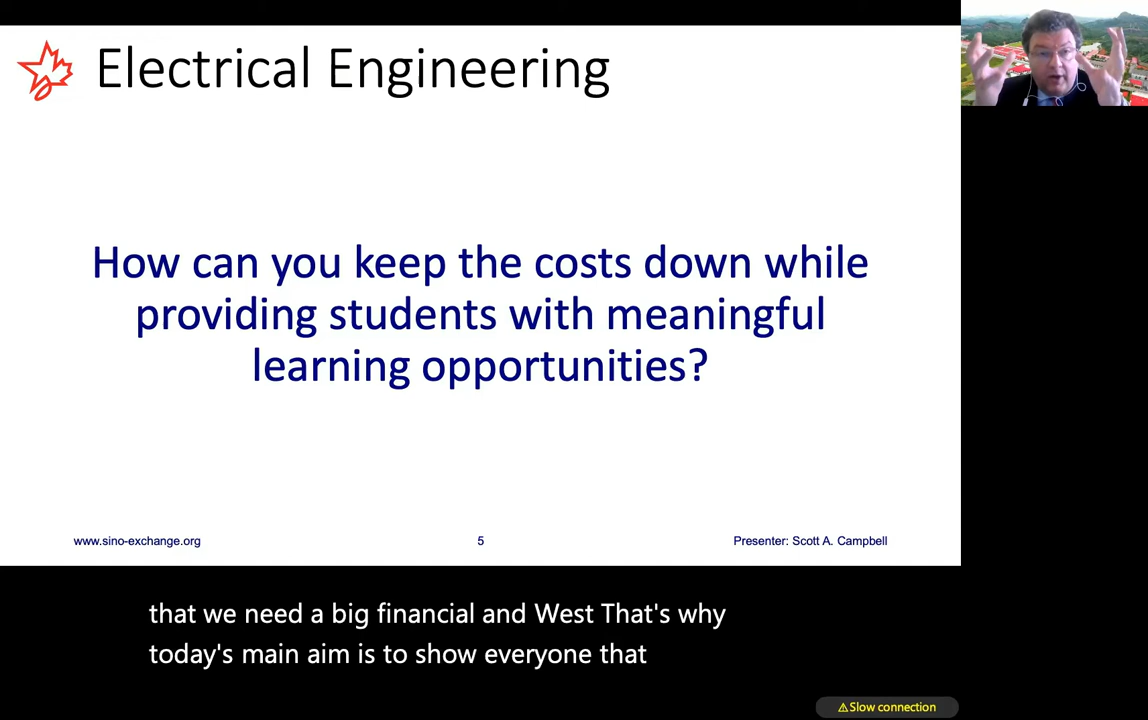 Electrical Engineering
How can you keep the costs down while
providing students with meaningful
learning opportunities?
www.sino-exchange.org
5
Presenter: Scott A. Campbell
that we need a big financial and West That's why
today's main aim is to show everyone that
⚠Slow connection